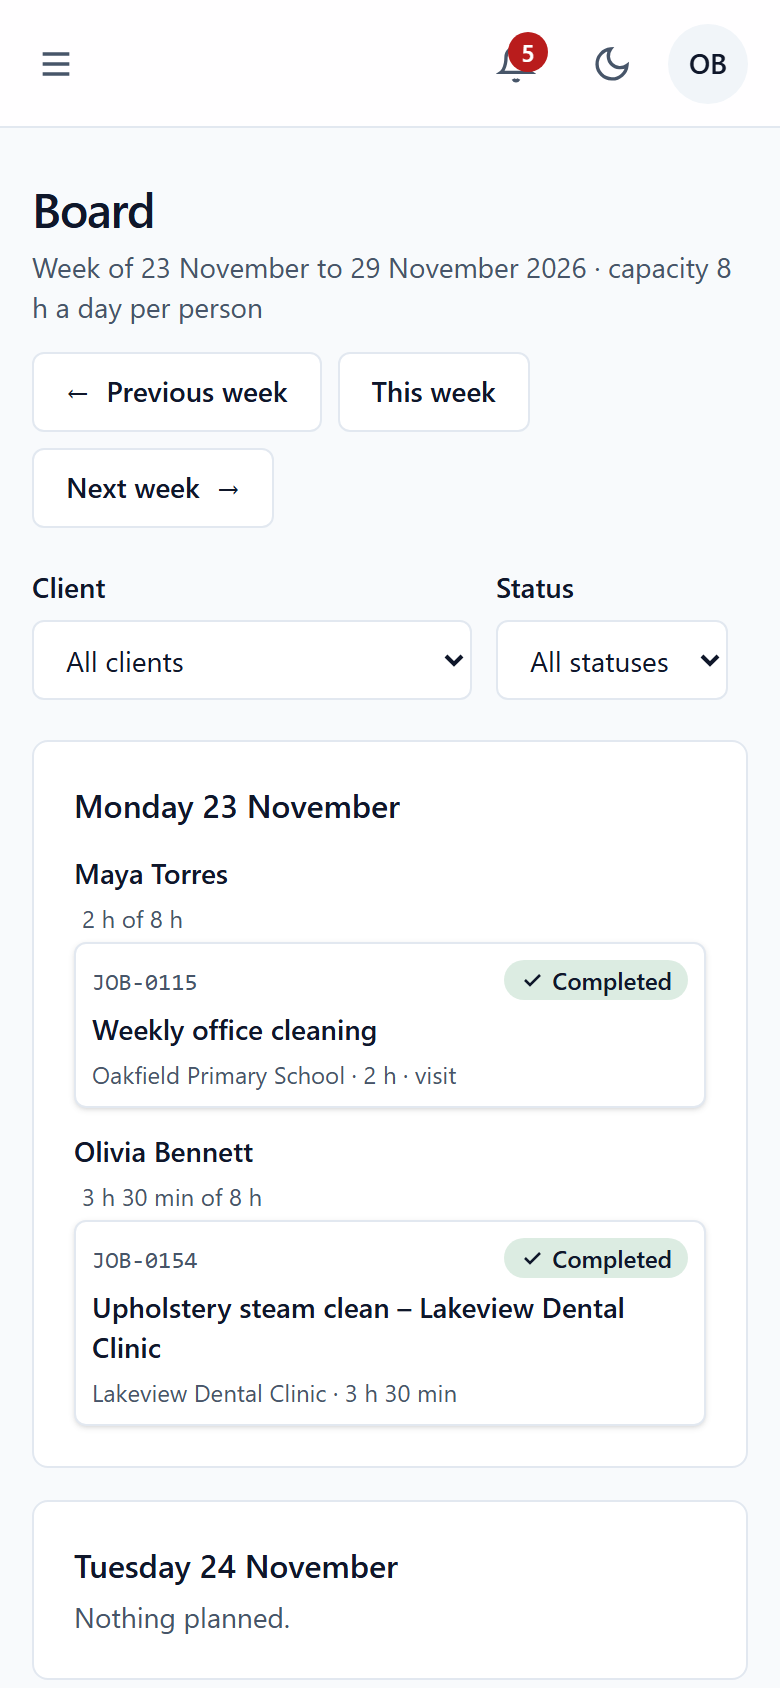 5
OB
Board
Week of 23 November to 29 November 2026 · capacity 8
h a day per person
← Previous week
This week
Next week →
Client
Status
All clients
All statuses
Monday 23 November
Maya Torres
2 h of 8 h
JOB-0115
✓ Completed
Weekly office cleaning
Oakfield Primary School · 2 h · visit
Olivia Bennett
3 h 30 min of 8 h
JOB-0154
✓ Completed
Upholstery steam clean – Lakeview Dental
Clinic
Lakeview Dental Clinic · 3 h 30 min
Tuesday 24 November
Nothing planned.